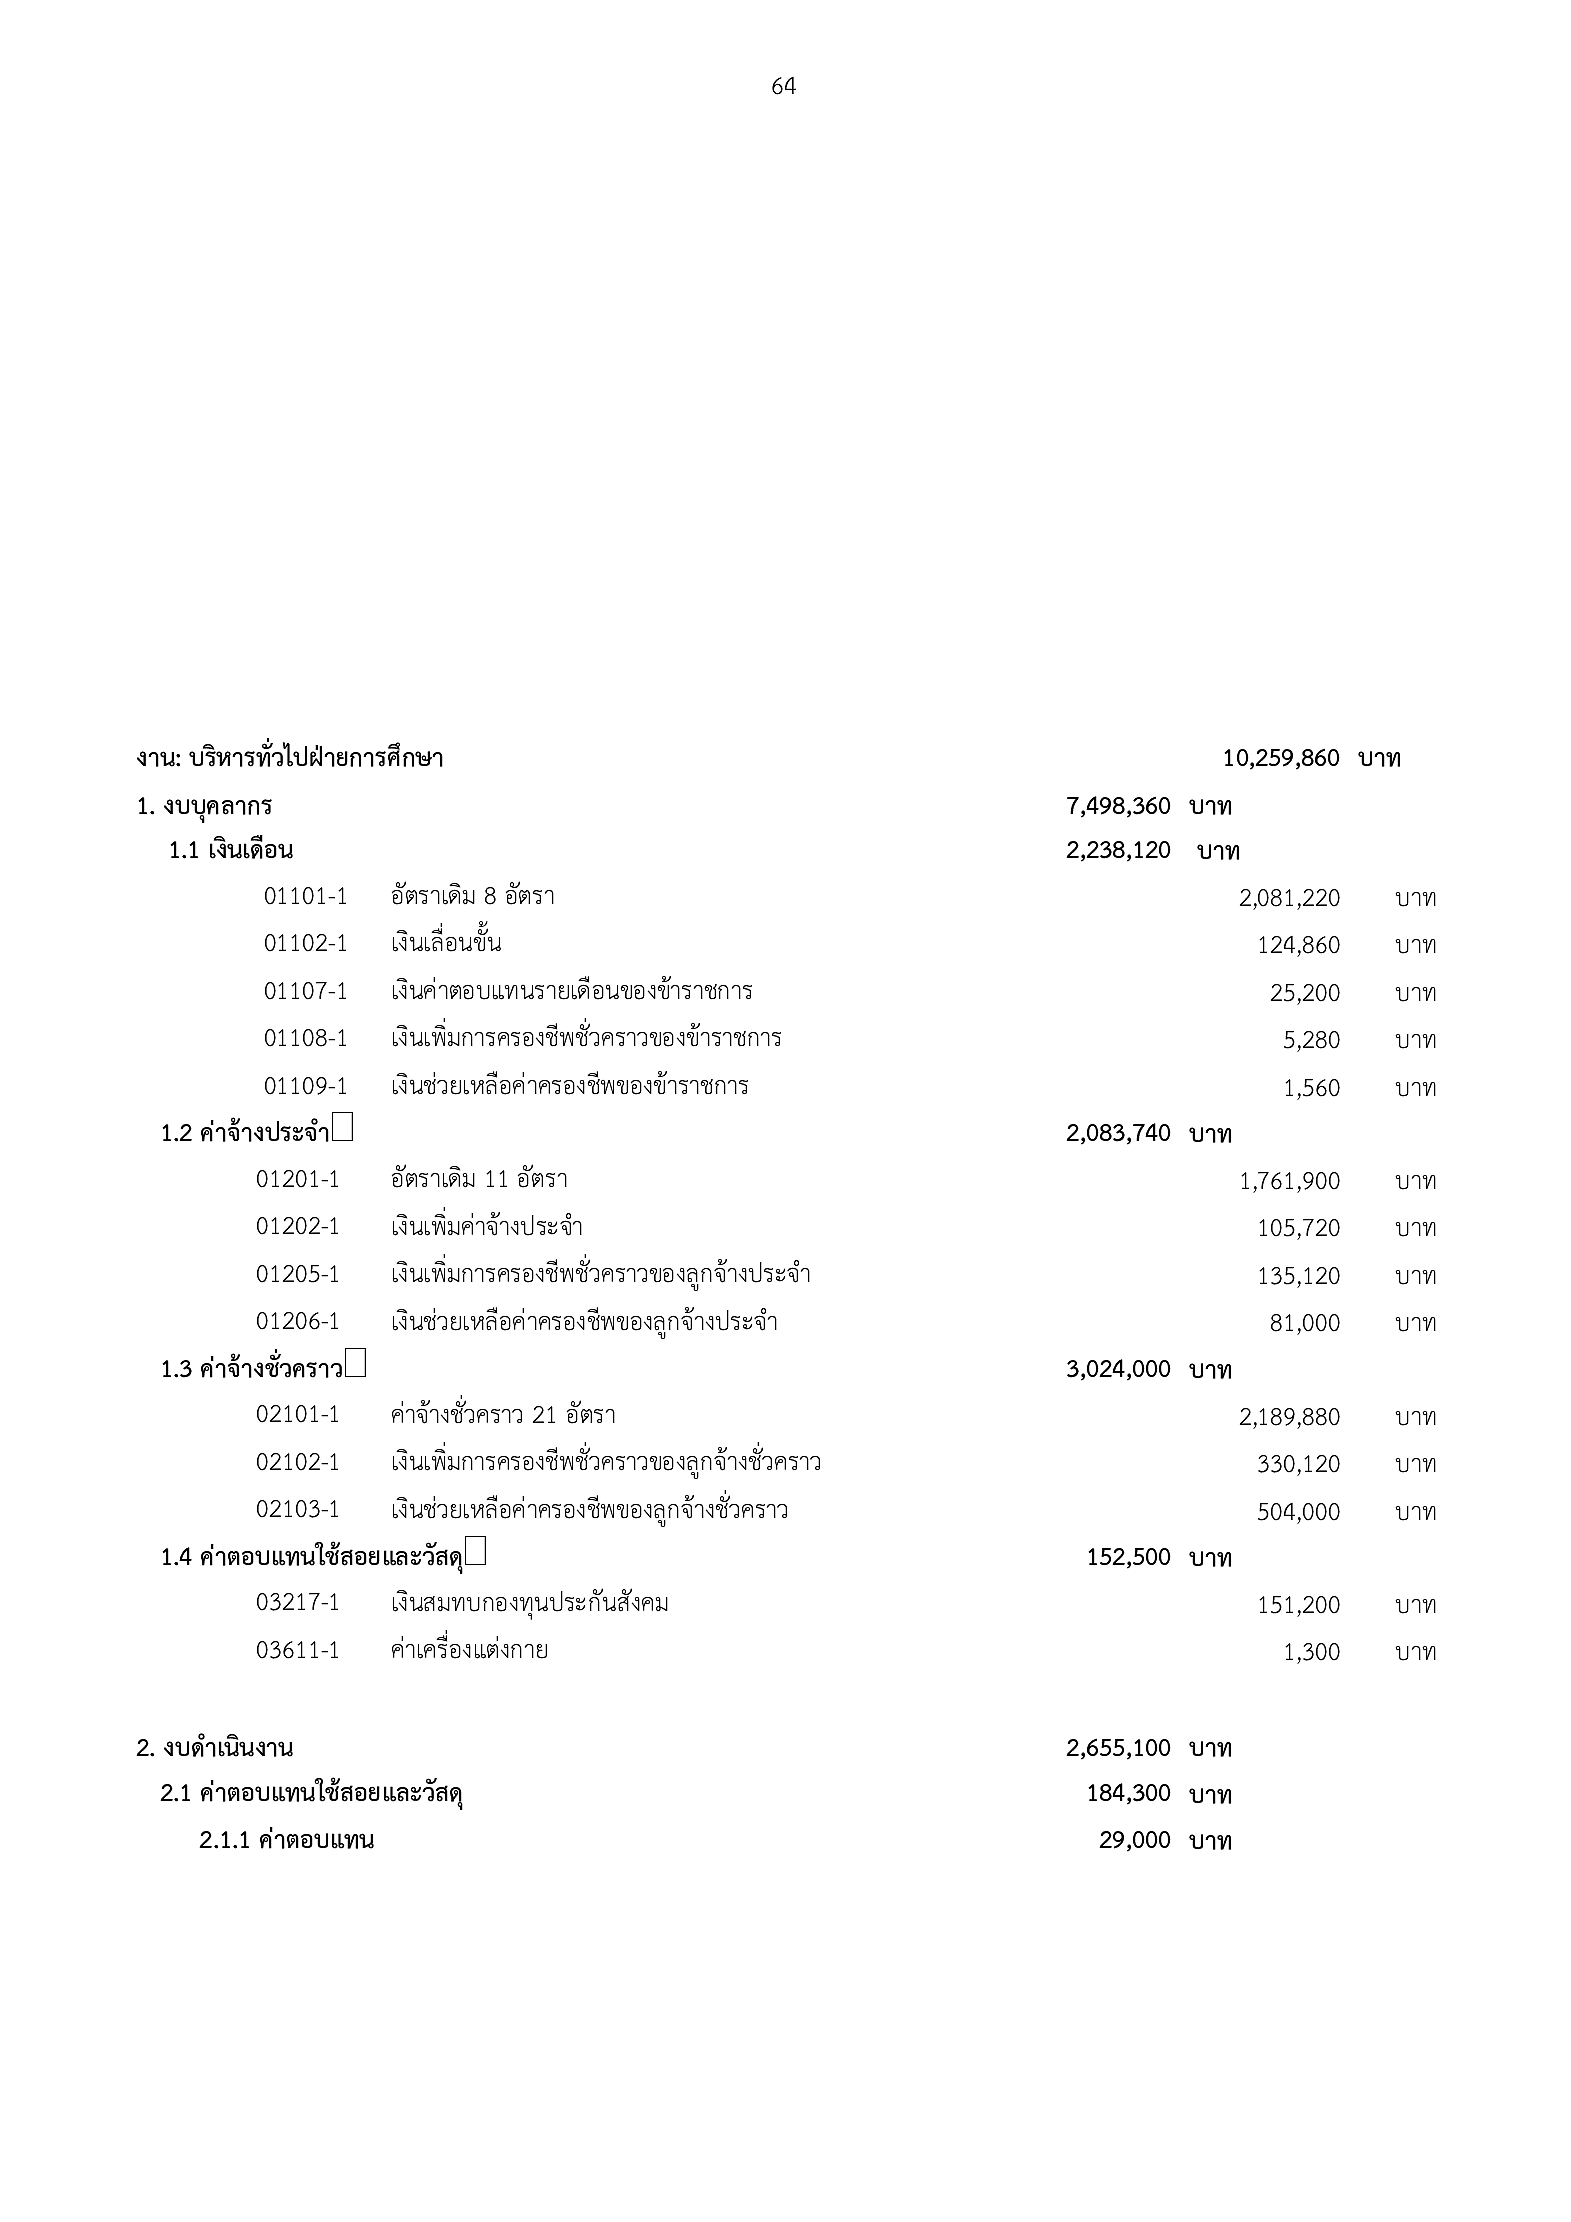 64
งาน: บริหารทั่วไปฝ่ายการศึกษา 10,259,860 บาท
1. งบบุคลากร 7,498,360 บาท
1.1 เงินเดือน 2,238,120 บาท
01101-1 อัตราเดิม 8 อัตรา 2,081,220 บาท
01102-1 เงินเลื่อนขั้น 124,860 บาท
01107-1 เงินค่าตอบแทนรายเดือนของข้าราชการ 25,200 บาท
01108-1 เงินเพิ่มการครองชีพชั่วคราวของข้าราชการ 5,280 บาท
01109-1 เงินช่วยเหลือค่าครองชีพของข้าราชการ 1,560 บาท
1.2 ค่าจ้างประจำ 2,083,740 บาท
01201-1 อัตราเดิม 11 อัตรา 1,761,900 บาท
01202-1 เงินเพิ่มค่าจ้างประจำ 105,720 บาท
01205-1 เงินเพิ่มการครองชีพชั่วคราวของลูกจ้างประจำ 135,120 บาท
01206-1 เงินช่วยเหลือค่าครองชีพของลูกจ้างประจำ 81,000 บาท
1.3 ค่าจ้างชั่วคราว 3,024,000 บาท
02101-1 ค่าจ้างชั่วคราว 21 อัตรา 2,189,880 บาท
02102-1 เงินเพิ่มการครองชีพชั่วคราวของลูกจ้างชั่วคราว 330,120 บาท
02103-1 เงินช่วยเหลือค่าครองชีพของลูกจ้างชั่วคราว 504,000 บาท
1.4 ค่าตอบแทนใช้สอยและวัสดุ 152,500 บาท
03217-1 เงินสมทบกองทุนประกันสังคม 151,200 บาท
03611-1 ค่าเครื่องแต่งกาย 1,300 บาท
2. งบดำเนินงาน 2,655,100 บาท
2.1 ค่าตอบแทนใช้สอยและวัสดุ 184,300 บาท
2.1.1 ค่าตอบแทน 29,000 บาท